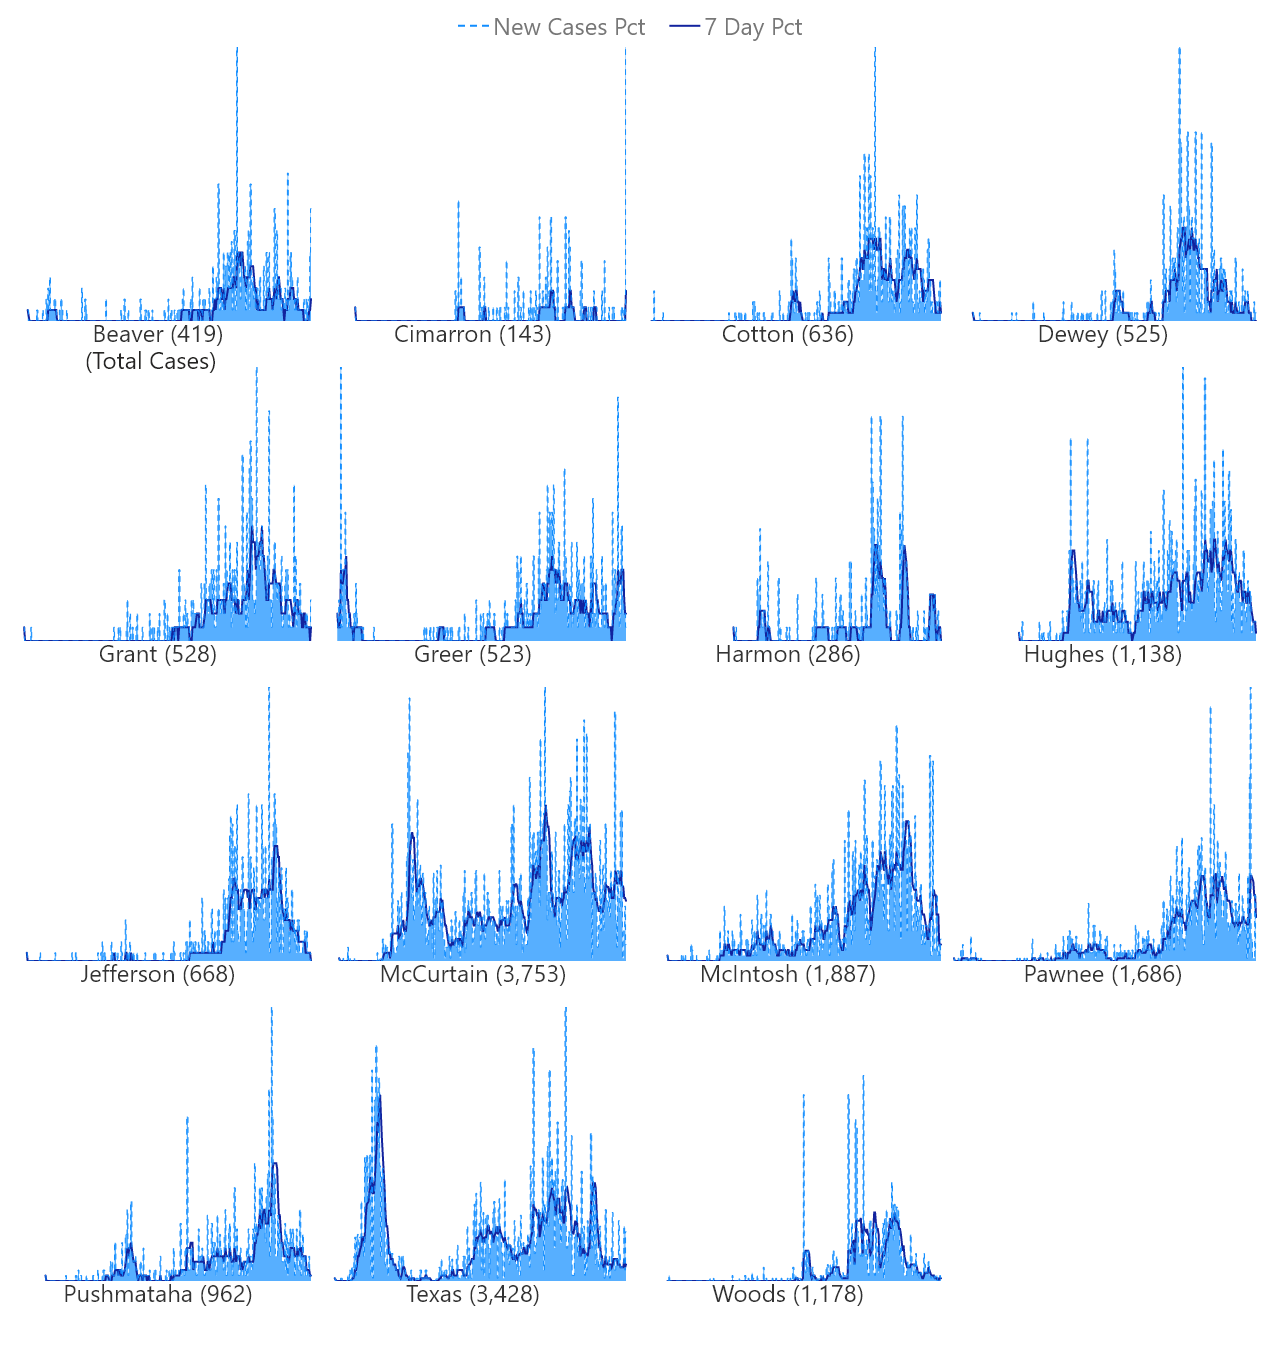 New Cases Pct 7 Day Pct
Beaver (419) Cimarron (143) Cotton (636) Dewey (525)
(Total Cases)
Grant (528) Greer (523) Harmon (286) Hughes (1,138)
Jefferson (668) McCurtain (3,753) McIntosh (1,887) Pawnee (1,686)
Pushmataha (962) Texas (3,428) Woods (1,178)